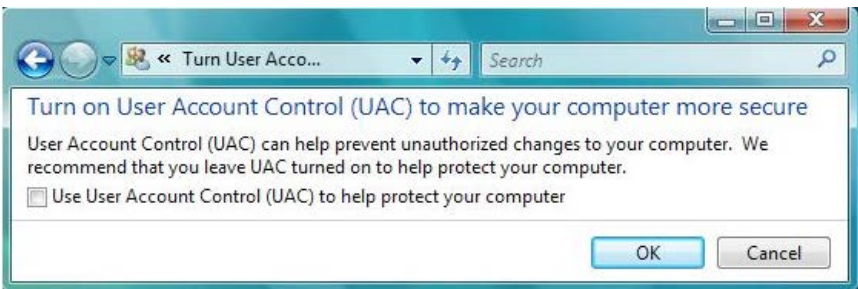 « Turn User Acco...
Search
Turn on User Account Control (UAC) to make your computer more secure
User Account Control (UAC) can help prevent unauthorized changes to your computer. We
recommend that you leave UAC turned on to help protect your computer.
Use User Account Control (UAC) to help protect your computer
OK
Cancel